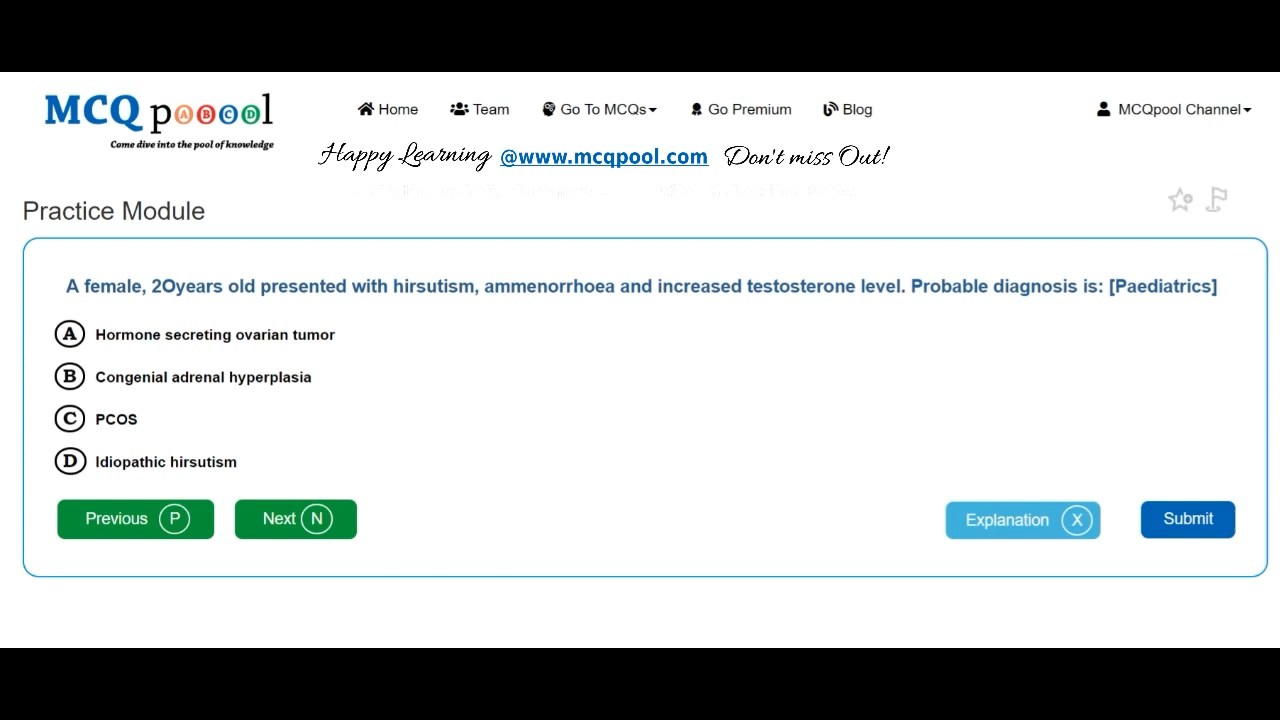 MCQ pooool
Come dive into the pool of knowledge
Home Team Go To MCQs Go Premium Blog MCQpool Channel
Happy Learning @www.mcqpool.com Don't miss Out!
Practice Module
A female, 2Oyears old presented with hirsutism, ammenorrhoea and increased testosterone level. Probable diagnosis is: [Paediatrics]
A Hormone secreting ovarian tumor
B Congenial adrenal hyperplasia
C PCOS
D Idiopathic hirsutism
Previous P Next N Explanation X Submit